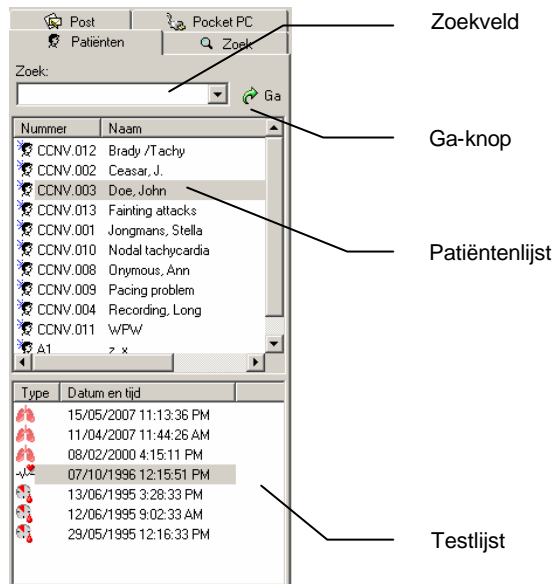 Post Pocket PC
Patiënten Zoek
Zoek:
Ga
Nummer Naam
CCNV.012 Brady /Tachy
CCNV.002 Ceasar, J.
CCNV.003 Doe, John
CCNV.013 Fainting attacks
CCNV.001 Jongmans, Stella
CCNV.010 Nodal tachycardia
CCNV.008 Onymous, Ann
CCNV.009 Pacing problem
CCNV.004 Recording, Long
CCNV.011 WPW
A1 z, x
Type Datum en tijd
15/05/2007 11:13:36 PM
11/04/2007 11:44:26 AM
08/02/2000 4:15:11 PM
07/10/1996 12:15:51 PM
13/06/1995 3:28:33 PM
12/06/1995 9:02:33 AM
29/05/1995 12:16:33 PM
Zoekveld
Ga-knop
Patiëntenlijst
Testlijst